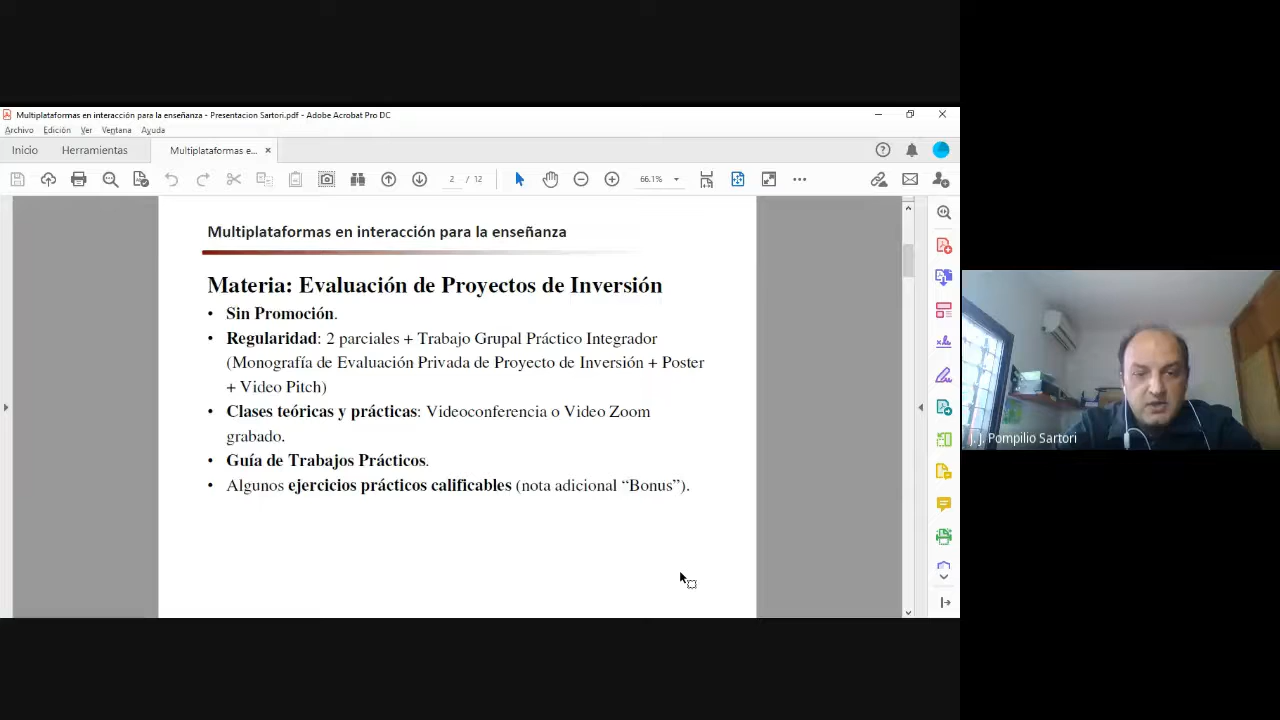 Multiplataformas en interacción para la enseñanza - Presentacion Sartori.pdf - Adobe Acrobat Pro DC
Archivo Edición Ver Ventana Ayuda
Inicio Herramientas Multiplataformas e... ×
2 / 12 66.1%
Multiplataformas en interacción para la enseñanza
Materia: Evaluación de Proyectos de Inversión
• Sin Promoción.
• Regularidad: 2 parciales + Trabajo Grupal Práctico Integrador
(Monografía de Evaluación Privada de Proyecto de Inversión + Poster
+ Video Pitch)
• Clases teóricas y prácticas: Videoconferencia o Video Zoom
grabado.
• Guía de Trabajos Prácticos.
• Algunos ejercicios prácticos calificables (nota adicional “Bonus”).
J. J. Pompilio Sartori